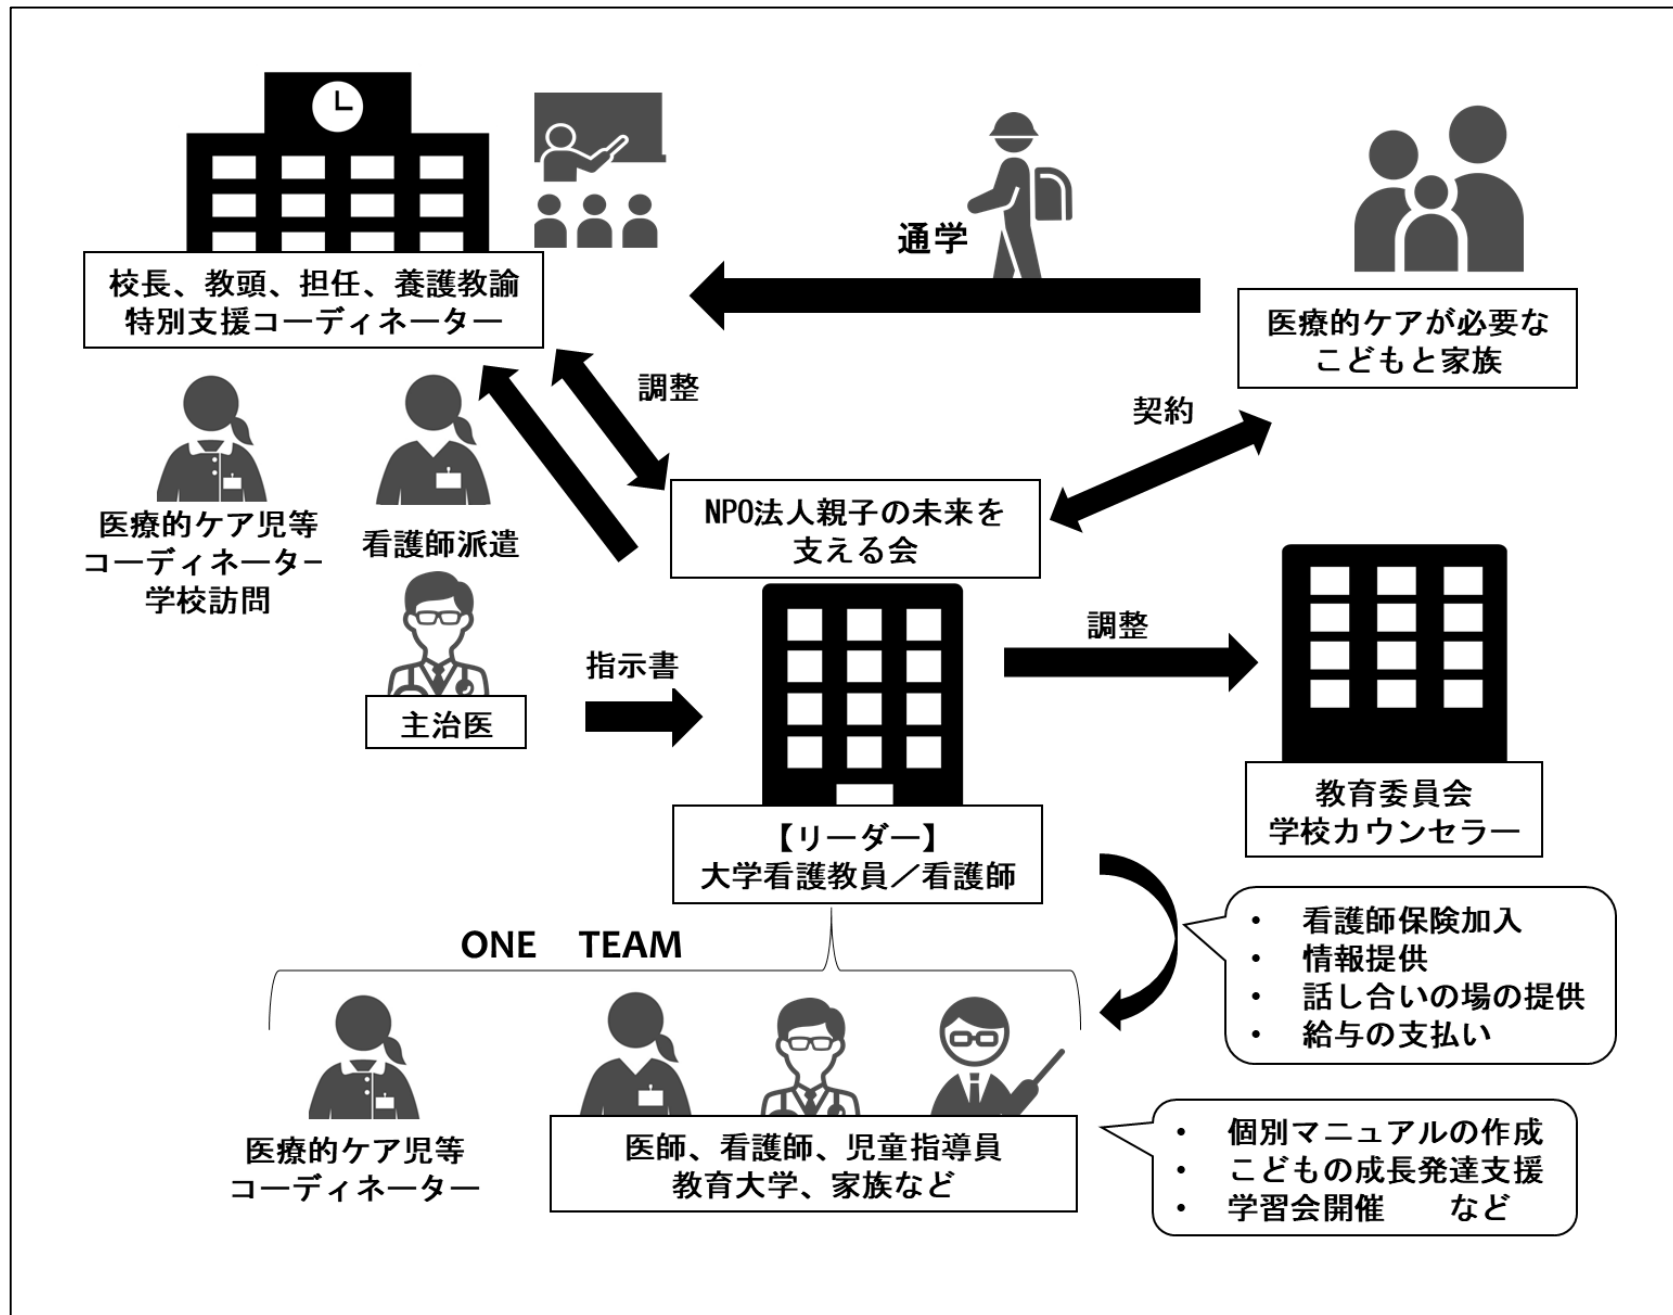 通学
校長、教頭、担任、養護教諭
特別支援コーディネーター
医療的ケアが必要な
こどもと家族
調整
契約
医療的ケア児等
コーディネーター
学校訪問
看護師派遣
NPO法人親子の未来を
支える会
主治医
指示書
調整
教育委員会
学校カウンセラー
【リーダー】
大学看護教員／看護師
ONE TEAM
・ 看護師保険加入
・ 情報提供
・ 話し合いの場の提供
・ 給与の支払い
医療的ケア児等
コーディネーター
医師、看護師、児童指導員
教育大学、家族など
・ 個別マニュアルの作成
・ こどもの成長発達支援
・ 学習会開催　　など